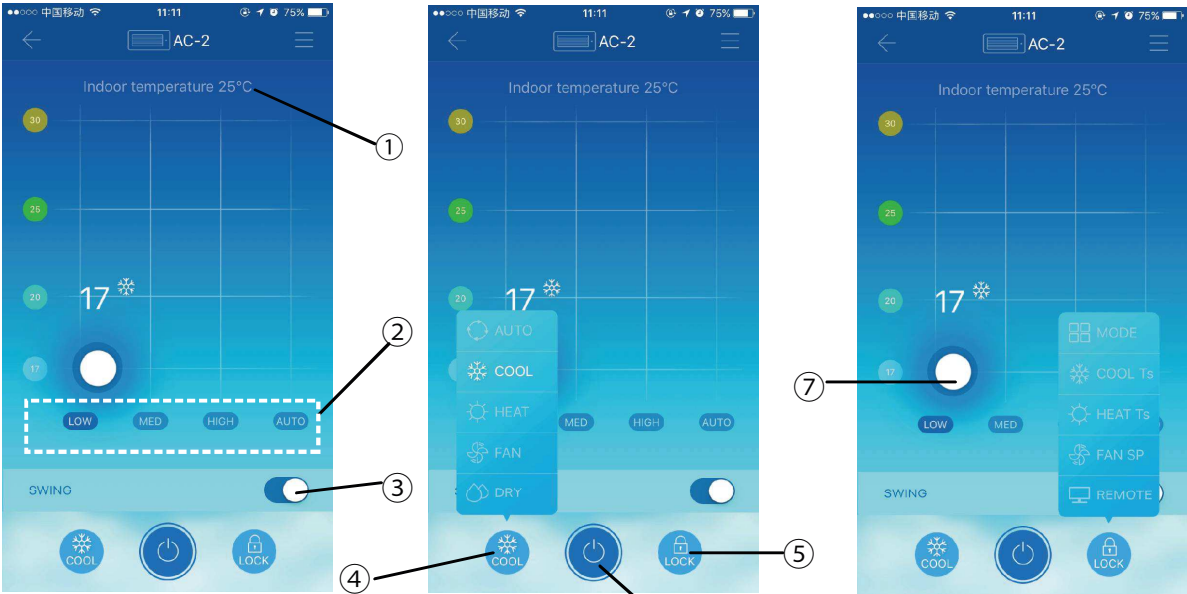 中国移动 11:11 75%
AC-2
Indoor temperature 25°C
①
30
25
20
17
17
②
LOW MED HIGH AUTO
SWING
③
COOL
LOCK
中国移动 11:11 75%
AC-2
Indoor temperature 25°C
30
25
20
17
AUTO
COOL
HEAT
FAN
DRY
MED HIGH AUTO
④
COOL
LOCK
⑤
中国移动 11:11 75%
AC-2
Indoor temperature 25°C
30
25
20
17
17
⑦
MODE
COOL Ts
HEAT Ts
FAN SP
REMOTE
LOW MED
SWING
COOL
LOCK